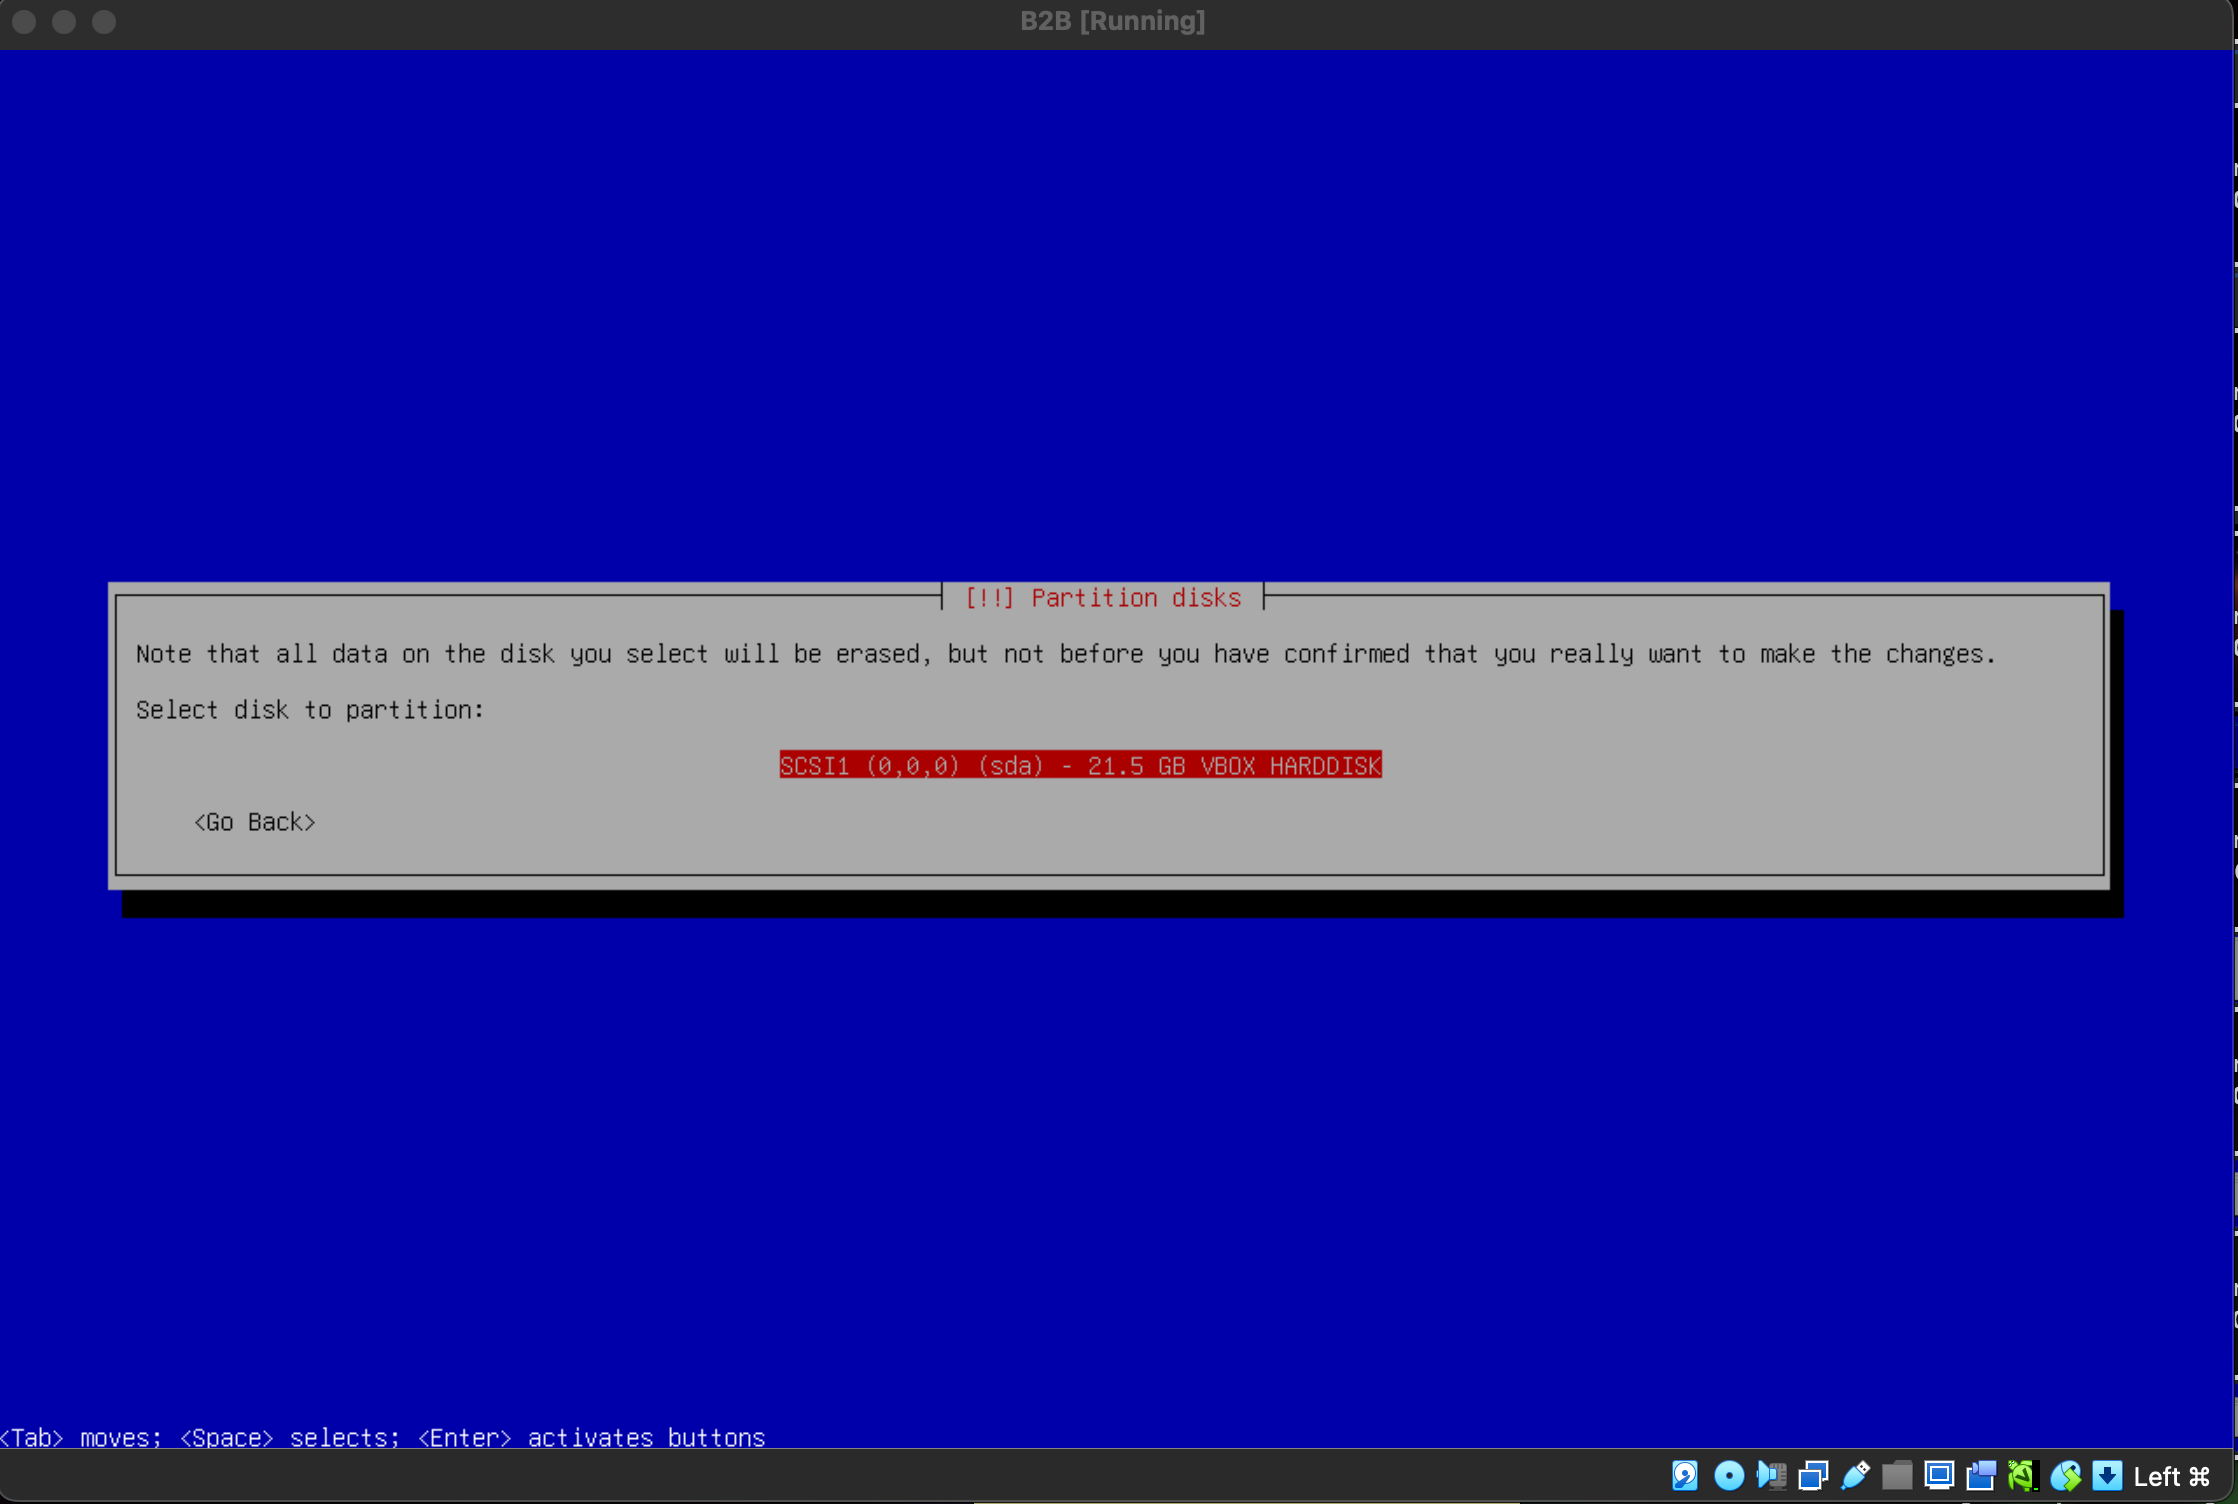 B2B [Running]
[!!] Partition disks
Note that all data on the disk you select will be erased, but not before you have confirmed that you really want to make the changes.
Select disk to partition:
SCSI1 (0,0,0) (sda) - 21.5 GB VBOX HARDDISK
<Go Back>
<Tab> moves; <Space> selects; <Enter> activates buttons
Left ⌘